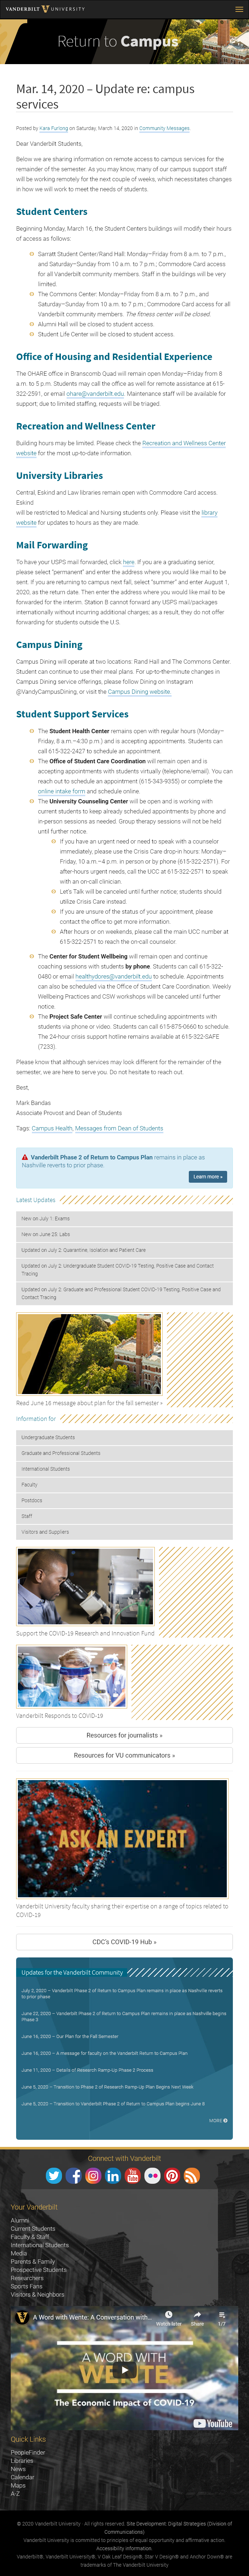 VANDERBILT UNIVERSITY
Return to Campus
Mar. 14, 2020 – Update re: campus
services
Posted by Kara Furlong on Saturday, March 14, 2020 in Community Messages
Dear Vanderbilt Students,
Below we are sharing information on remote access to services for the
remainder of the semester. As you may know, many of our campus support staff
will be working remotely for the next couple of weeks, which necessitates changes
in how we will work to meet the needs of students.
Student Centers
Beginning Monday, March 16, the Student Centers buildings will modify their hours
of access as follows:
Sarratt Student Center/Rand Hall: Monday–Friday from 8 a.m. to 7 p.m.,
and Saturday–Sunday from 10 a.m. to 7 p.m.; Commodore Card access
for all Vanderbilt community members. Staff in the buildings will be very
limited.
The Commons Center: Monday–Friday from 8 a.m. to 7 p.m., and
Saturday–Sunday from 10 a.m. to 7 p.m.; Commodore Card access for all
Vanderbilt community members. The fitness center will be closed.
Alumni Hall will be closed to student access.
Student Life Center will be closed to student access.
Office of Housing and Residential Experience
The OHARE office in Branscomb Quad will remain open Monday–Friday from 8
a.m. to 5 p.m. Students may call the office as well for remote assistance at 615-
322-2591, or email ohare@vanderbilt.edu. Maintenance staff will be available for
support; due to limited staffing, requests will be triaged.
Recreation and Wellness Center
Building hours may be limited. Please check the Recreation and Wellness Center
website for the most up-to-date information.
University Libraries
Central, Eskind and Law libraries remain open with Commodore Card access.
Eskind
will be restricted to Medical and Nursing students only. Please visit the library
website for updates to hours as they are made.
Mail Forwarding
To have your USPS mail forwarded, click here. If you are a graduating senior,
please select “permanent” and enter the address where you would like mail to be
sent. If you are returning to campus in the fall, select “summer” and enter August 1,
2020, as the return date. Do not enter a different return date, as we would not be
here to accept the return items. Effective immediately, mail forwarding is available
at the time of your departure. Station B cannot forward any USPS mail/packages
without incurring significant international charges and, as always, there will be no
forwarding for students outside the U.S.
Campus Dining
Campus Dining will operate at two locations: Rand Hall and The Commons Center.
Student can continue to use their meal plans. For up-to-the-minute changes in
Campus Dining service offerings, please follow Dining on Instagram
@VandyCampusDining, or visit the Campus Dining website.
Student Support Services
The Student Health Center remains open with regular hours (Monday–
Friday, 8 a.m.–4:30 p.m.) and is accepting appointments. Students can
call 615-322-2427 to schedule an appointment.
The Office of Student Care Coordination will remain open and is
accepting appointments with students virtually (telephone/email). You can
reach out to schedule an appointment (615-343-9355) or complete the
online intake form and schedule access.
The University Counseling Center will be open and is working to
modify all existing and already scheduled appointments to be in-
person/phone sessions as needed. Group therapy sessions will not be held
until further notice.
If you have an urgent need or need to speak with a counselor
immediately, please use the Crisis Care drop-in hours: Monday–
Friday, 10 a.m.–4 p.m. in person or by phone (615-322-2571). For
after-hours urgent needs, call the UCC at 615-322-2571 to speak
with an on-call clinician.
Let's Talk will be canceled until further notice; students should
utilize Crisis Care instead.
If you are unsure of the status of your appointment, please
contact the office to get more information.
After hours or on weekends, please call the main UCC number at
615-322-2571 to reach the on-call counselor.
The Center for Student Wellbeing will remain open and will continue
coaching sessions with students by phone. Students can call 615-322-
0480 or email healthydores@vanderbilt.edu to schedule. Appointments can
also be scheduled via the Office of Student Care Coordination. Weekly
Wellbeing Programs and CSW-sponsored programs are canceled until further
notice.
The Project Safe Center will continue scheduling appointments with
students via phone or video. Students can call 615-875-0660 to schedule.
The 24-hour crisis support hotline remains available at 615-322-SAFE
(7233).
Please know that although services may look different for the remainder of the
semester, we are here to support you. Do not hesitate to reach out.
Best,
Mark Bandas
Associate Provost and Dean of Students
Tags: Campus Health, Messages from Dean of Students
Vanderbilt Phase 2 of Return to Campus Plan remains in place as
Nashville reverts to prior phase.
Learn more »
Latest Updates
New on July 1: Exams
New on June 25: Labs
Updated on July 2: Quarantine, Isolation and Patient Care
Updated on July 2: Undergraduate Student COVID-19 Testing, Positive Case and Contact
Tracing
Updated on July 2: Graduate and Professional Student COVID-19 Testing, Positive Case and
Contact Tracing
Read June 16 message about plan for the fall semester »
Information for
Undergraduate Students
Graduate and Professional Students
International Students
Faculty
Postdocs
Staff
Visitors and Suppliers
Support the COVID-19 Research and Innovation Fund
Vanderbilt Responds to COVID-19
Resources for journalists »
Resources for VU communicators »
ASK AN EXPERT
Vanderbilt University faculty sharing their expertise on a range of topics related to
COVID-19
CDC's COVID-19 Hub »
Updates for the Vanderbilt Community
July 3, 2020 – Vanderbilt Phase 2 of Return to Campus Plan remains in place as Nashville reverts
to prior phase
June 22, 2020 – Vanderbilt Phase 2 of Return to Campus Plan remains in place as Nashville begins
Phase 3
June 16, 2020 – Our Plan for the Fall Semester
June 16, 2020 – A message for faculty on the Vanderbilt Return to Campus Plan
June 11, 2020 – Details of Research Ramp-Up Phase 2 Process
June 5, 2020 – Transition to Phase 2 of Research Ramp-Up Plan Begins Next Week
June 5, 2020 – Transition to Vanderbilt Phase 2 of Return to Campus Plan begins June 8
MORE
Connect with Vanderbilt
Your Vanderbilt
Alumni
Current Students
Faculty & Staff
International Students
Media
Parents & Family
Prospective Students
Researchers
Sports Fans
Visitors & Neighbors
A Word with Wente: A Conversation with...
Watch later
Share
1/7
A WORD WITH
WENTE
The Economic Impact of COVID-19
YouTube
Quick Links
PeopleFinder
Libraries
News
Calendar
Maps
A-Z
© 2020 Vanderbilt University · All rights reserved. Site Development: Digital Strategies (Division of
Communications)
Vanderbilt University is committed to principles of equal opportunity and affirmative action.
Accessibility information.
Vanderbilt®, Vanderbilt University®, V Oak Leaf Design®, Star V Design® and Anchor Down® are
trademarks of The Vanderbilt University